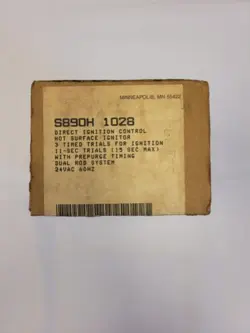 MINNEAPOLIS, MN 55422
S890H 1028
DIRECT IGNITION CONTROL
HOT SURFACE IGNITOR
3 TIMED TRIALS FOR IGNITION
11-SEC TRIALS (15 SEC MAX)
WITH PREPURGE TIMING
DUAL ROD SYSTEM
24VAC 60HZ